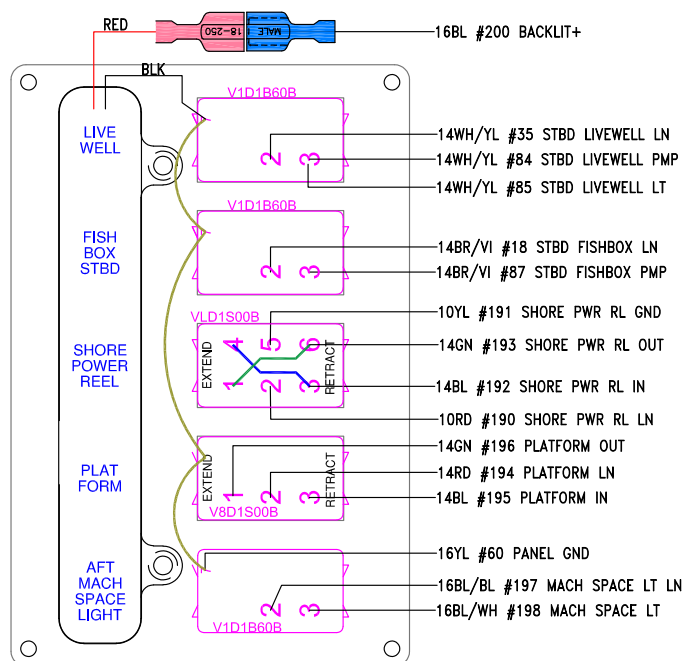 RED
18-250
MALE
16BL #200 BACKLIT+
BLK
LIVE
WELL
V1D1B60B
2
3
14WH/YL #35 STBD LIVEWELL LN
14WH/YL #84 STBD LIVEWELL PMP
14WH/YL #85 STBD LIVEWELL LT
FISH
BOX
STBD
V1D1B60B
2
3
14BR/VI #18 STBD FISHBOX LN
14BR/VI #87 STBD FISHBOX PMP
SHORE
POWER
REEL
VLD1S00B
EXTEND
4
5
6
1
2
3
RETRACT
10YL #191 SHORE PWR RL GND
14GN #193 SHORE PWR RL OUT
14BL #192 SHORE PWR RL IN
10RD #190 SHORE PWR RL LN
PLAT
FORM
EXTEND
1
2
3
RETRACT
V8D1S00B
14GN #196 PLATFORM OUT
14RD #194 PLATFORM LN
14BL #195 PLATFORM IN
AFT
MACH
SPACE
LIGHT
2
3
V1D1B60B
16YL #60 PANEL GND
16BL/BL #197 MACH SPACE LT LN
16BL/WH #198 MACH SPACE LT